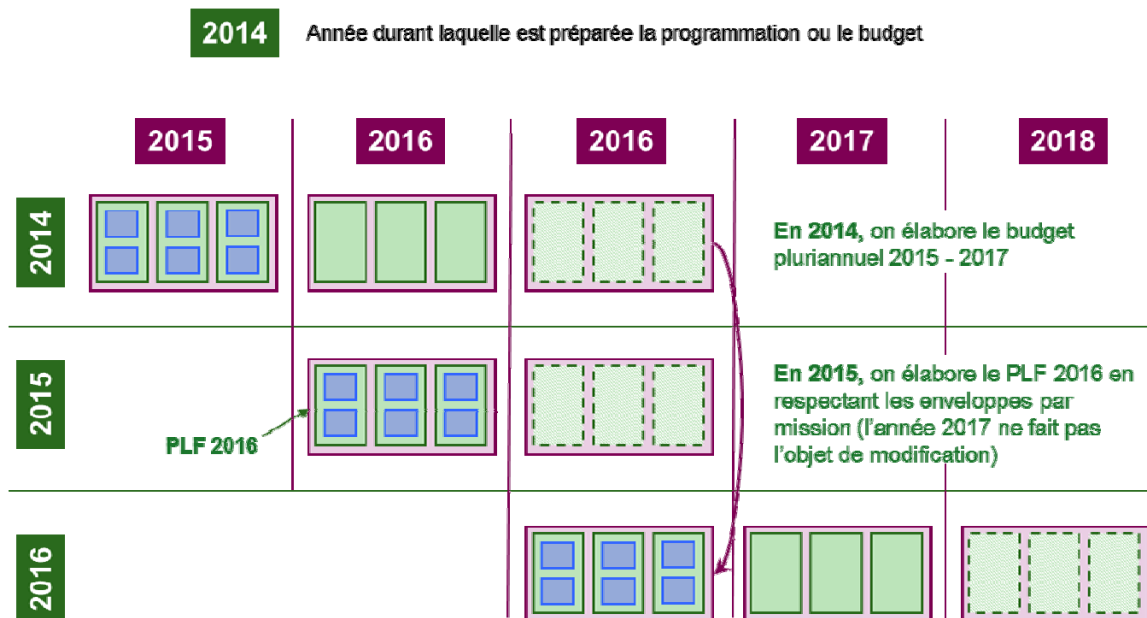 2014 Année durant laquelle est préparée la programmation ou le budget
2015 2016 2016 2017 2018
2014
En 2014, on élabore le budget
pluriannuel 2015 - 2017
2015
PLF 2016
En 2015, on élabore le PLF 2016 en
respectant les enveloppes par
mission (l'année 2017 ne fait pas
l'objet de modification)
2016